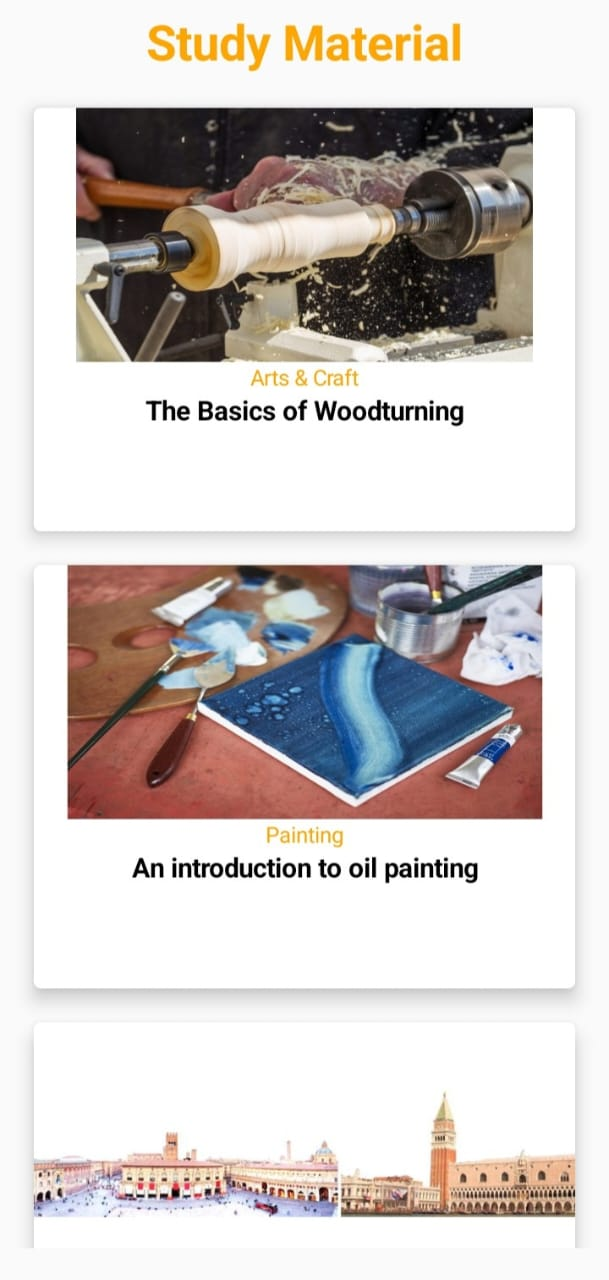 Study Material
Arts & Craft
The Basics of Woodturning
Painting
An introduction to oil painting